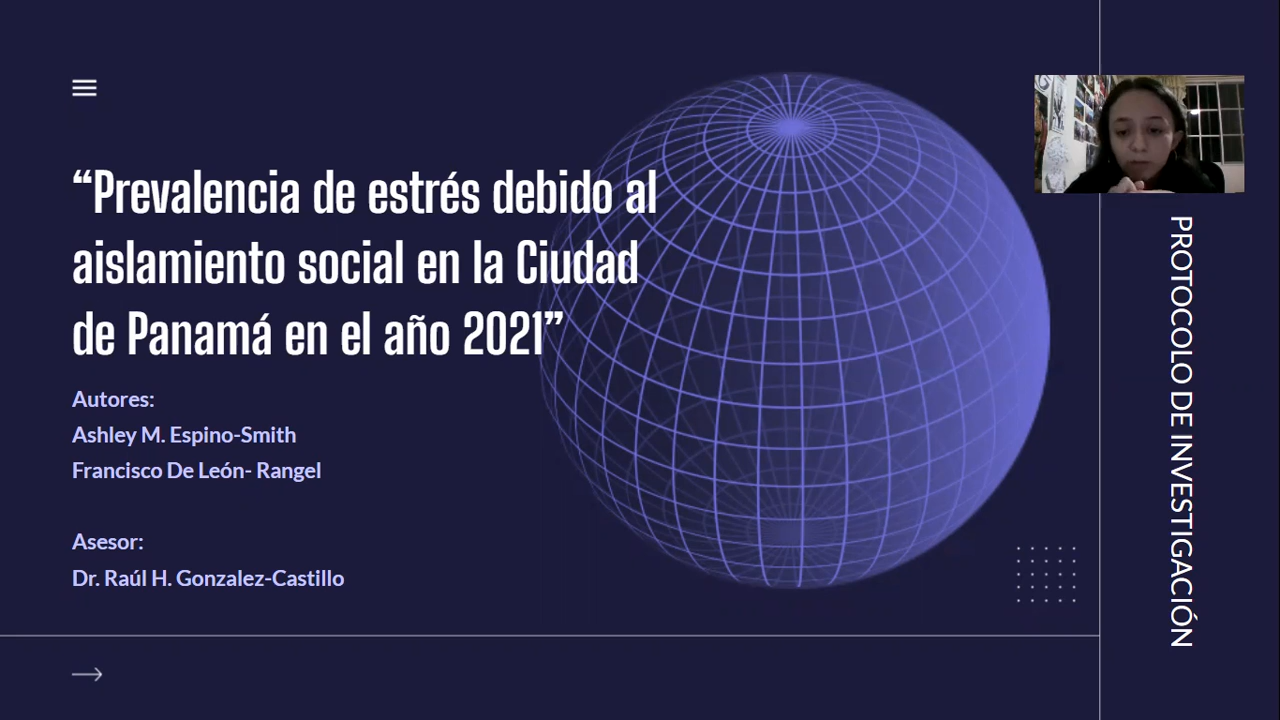 “Prevalencia de estrés debido al
aislamiento social en la Ciudad
de Panamá en el año 2021”
Autores:
Ashley M. Espino-Smith
Francisco De León- Rangel
Asesor:
Dr. Raúl H. Gonzalez-Castillo
PROTOCOLO DE INVESTIGACIÓN